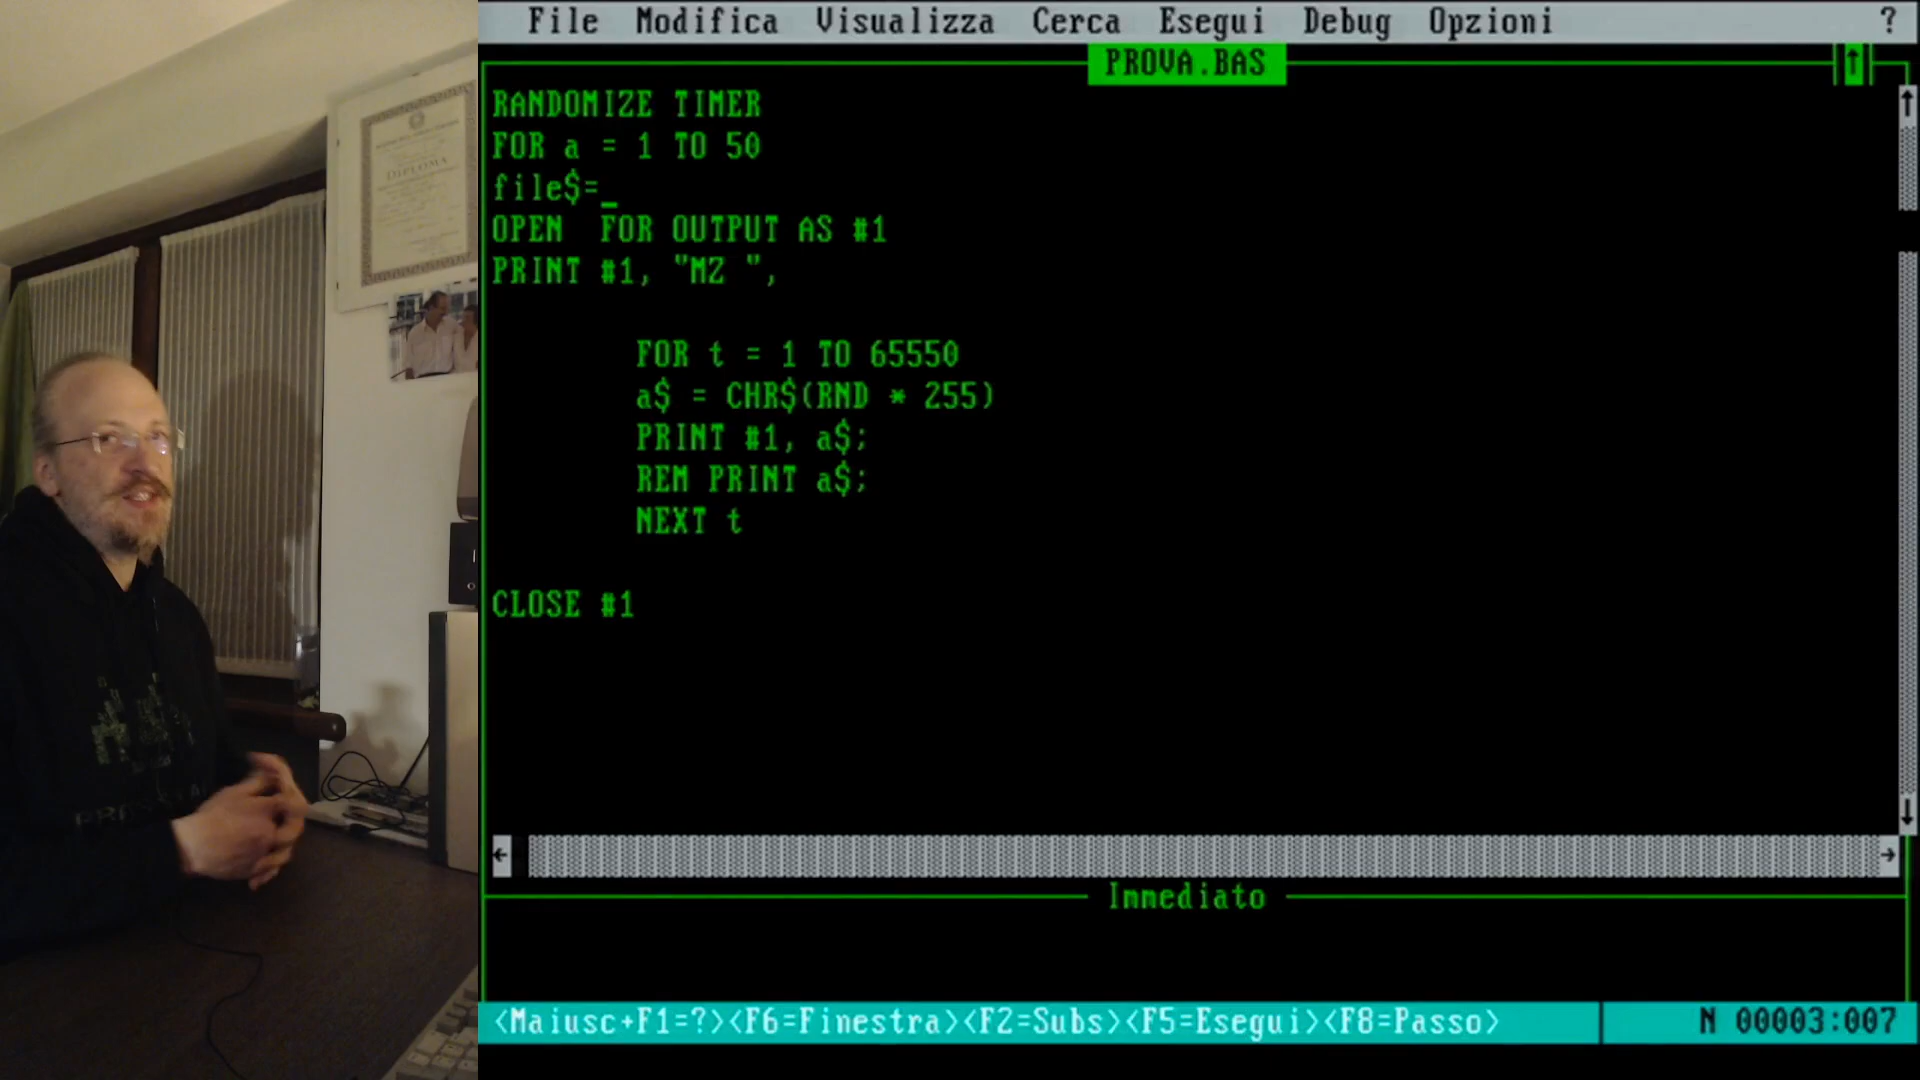 DIPLOMA
File Modifica Visualizza Cerca Esegui Debug Opzioni ?
PROVA.BAS
RANDOMIZE TIMER
FOR a = 1 TO 50
file$=_
OPEN  FOR OUTPUT AS #1
PRINT #1, "MZ ",
FOR t = 1 TO 65550
a$ = CHR$(RND * 255)
PRINT #1, a$;
REM PRINT a$;
NEXT t
CLOSE #1
Immediato
<Maiusc+F1=?><F6=Finestra><F2=Subs><F5=Esegui><F8=Passo> N 00003:007